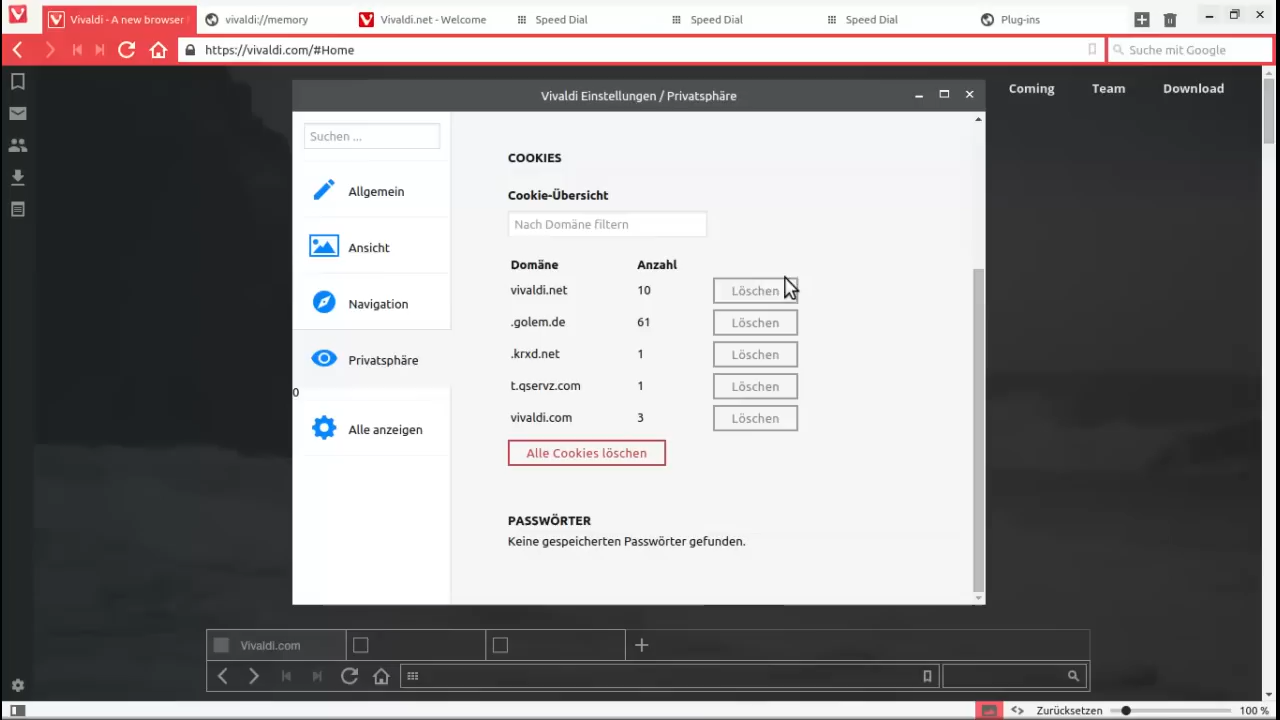 Vivaldi - A new browser
vivaldi://memory
Vivaldi.net - Welcome
Speed Dial
Speed Dial
Speed Dial
Plug-ins
https://vivaldi.com/#Home
Suche mit Google
Coming
Team
Download
Vivaldi Einstellungen / Privatsphäre
Suchen ...
Allgemein
Ansicht
Navigation
Privatsphäre
0
Alle anzeigen
COOKIES
Cookie-Übersicht
Nach Domäne filtern
Domäne Anzahl
vivaldi.net 10 Löschen
.golem.de 61 Löschen
.krxd.net 1 Löschen
t.qservz.com 1 Löschen
vivaldi.com 3 Löschen
Alle Cookies löschen
PASSWÖRTER
Keine gespeicherten Passwörter gefunden.
Vivaldi.com
Zurücksetzen
100 %